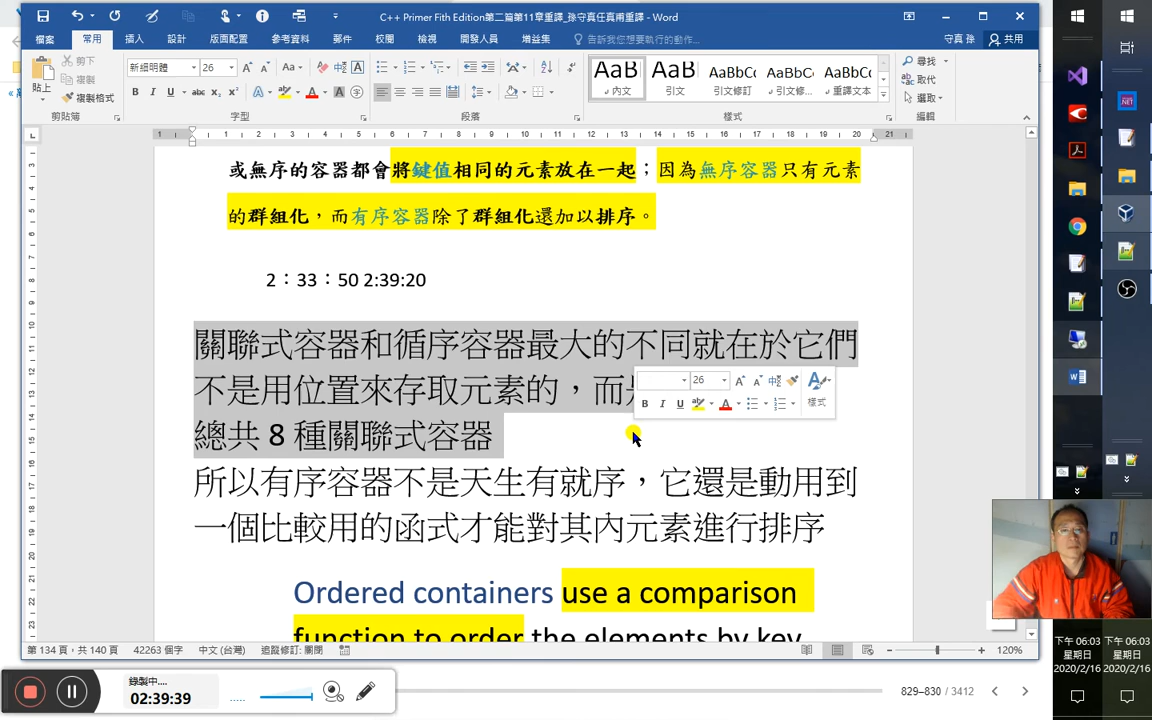 C++ Primer Fith Edition第二篇第11章重譯_孫守真任真甫重譯 - Word
檔案 常用 插入 設計 版面配置 參考資料 郵件 校閱 檢視 開發人員 增益集 告訴我您想要執行的動作... 守真 孫 共用
貼上 剪下 複製 複製格式
新細明體 26
AaB AaB AaBbCc AaBbCc AaBbCc
內文 引文 引文修訂 引文修... 重譯文本
尋找 取代 選取
剪貼簿 字型 段落 樣式 編輯
或無序的容器都會將鍵值相同的元素放在一起；因為無序容器只有元素
的群組化，而有序容器除了群組化還加以排序。
2：33：50 2:39:20
關聯式容器和循序容器最大的不同就在於它們
不是用位置來存取元素的，而
26
樣式
總共 8 種關聯式容器
所以有序容器不是天生有就序，它還是動用到
一個比較用的函式才能對其內元素進行排序
Ordered containers use a comparison
function to order the elements by key
第 134 頁，共 140 頁 42263 個字 中文 (台灣) 追蹤修訂: 關閉 120%
錄製中....
02:39:39
829–830 / 3412
下午 06:03
星期日
2020/2/16
下午 06:03
星期日
2020/2/16